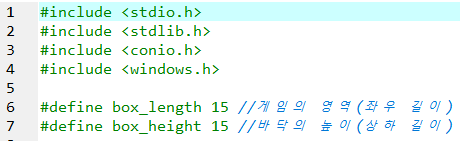 1 #include <stdio.h>
2 #include <stdlib.h>
3 #include <conio.h>
4 #include <windows.h>
5
6 #define box_length 15 //게임의 영역(좌우 길이)
7 #define box_height 15 //바닥의 높이(상하 길이)